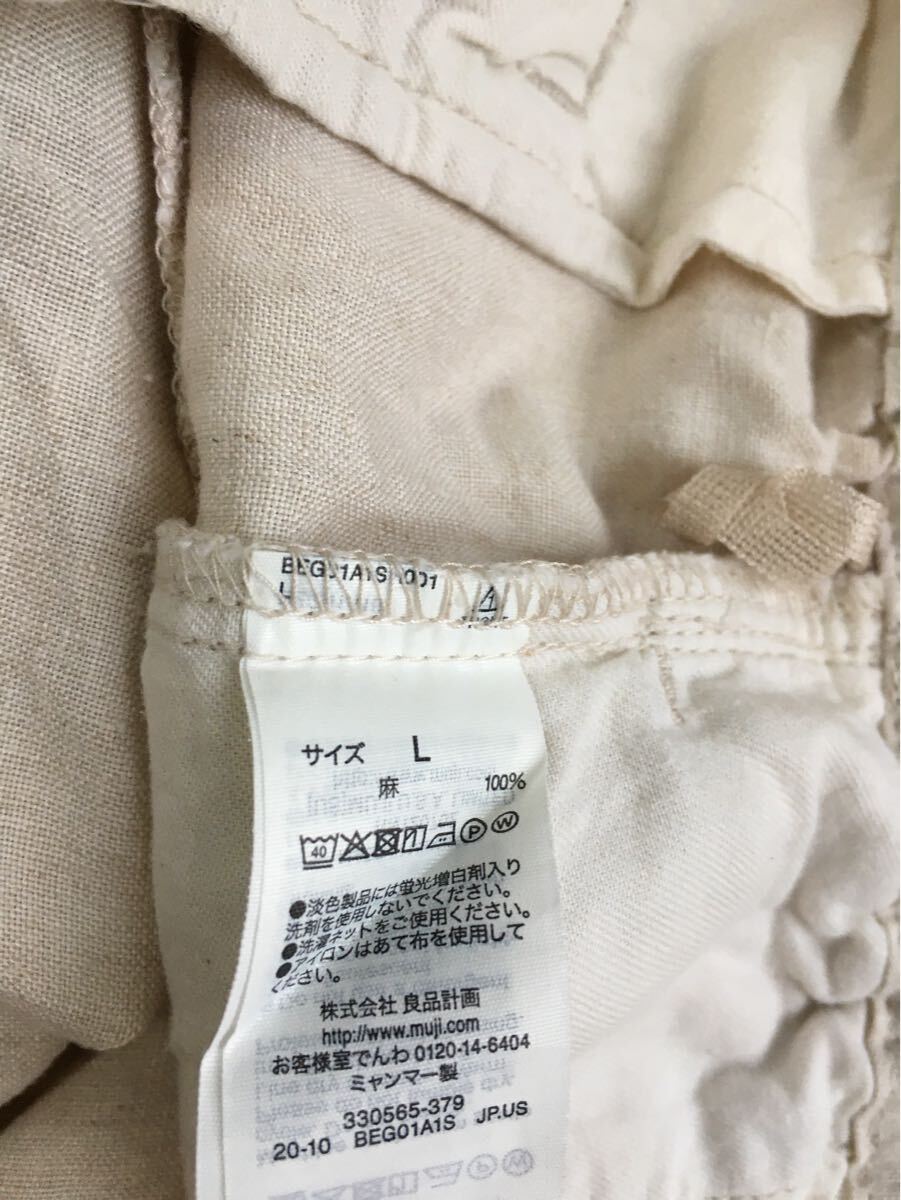 L
サイズ L
麻 100%
40 P W
●淡色製品には蛍光増白剤入り
洗剤を使用しないでください。
●洗濯ネットをご使用ください。
●アイロンはあて布を使用して
ください。
株式会社 良品計画
http://www.muji.com
お客様室でんわ 0120-14-6404
ミャンマー製
330565-379
20-10 BEG01A1S JP.US